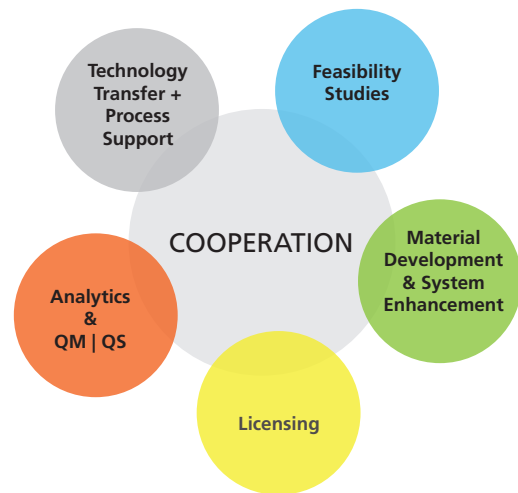 Technology
Transfer +
Process
Support
Feasibility
Studies
COOPERATION
Material
Development
& System
Enhancement
Analytics
&
QM | QS
Licensing